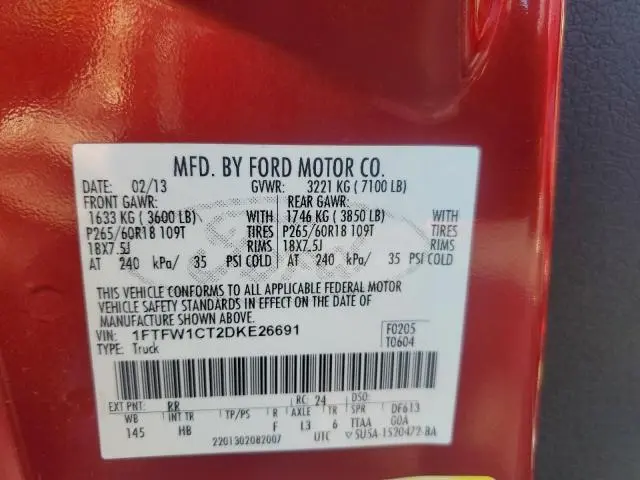 MFD. BY FORD MOTOR CO.
DATE: 02/13 GVWR: 3221 KG (7100 LB)
FRONT GAWR: REAR GAWR:
1633 KG (3600 LB) WITH 1746 KG (3850 LB) WITH
P265/60R18 109T TIRES P265/60R18 109T TIRES
18X7.5J RIMS 18X7.5J RIMS
AT 240 kPa/ 35 PSI COLD AT 240 kPa/ 35 PSI COLD
THIS VEHICLE CONFORMS TO ALL APPLICABLE FEDERAL MOTOR
VEHICLE SAFETY STANDARDS IN EFFECT ON THE DATE OF
MANUFACTURE SHOWN ABOVE.
VIN: 1FTFW1CT2DKE26691 F0205
TYPE: Truck T0604
EXT PNT: RR RC: 24 DSO:
WB INT TR TP/PS R AXLE TR SPR DF613
145 HB F L3 6 TTAA G0A
2201302082007 UTC ▽5U5A-1520472-BA